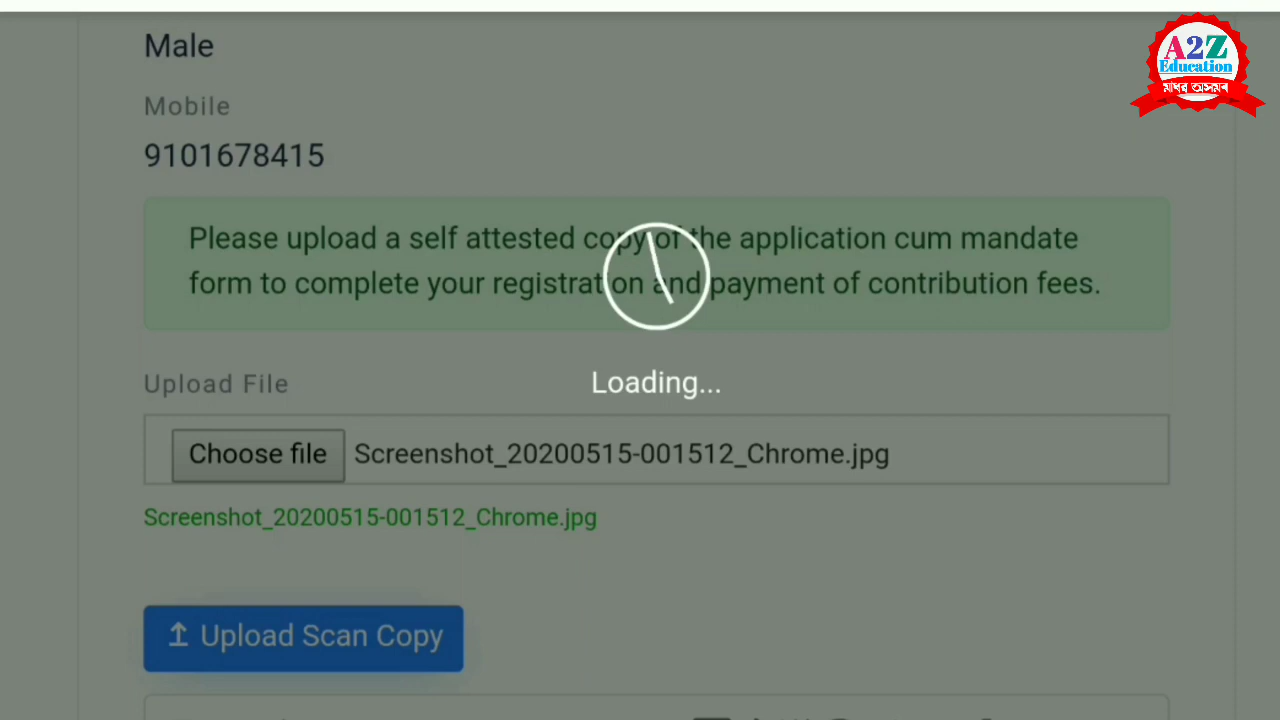 Male
A2Z
Education
মাধৱ অসমৰ
Mobile
9101678415
Please upload a self attested copy of the application cum mandate
form to complete your registration and payment of contribution fees.
Loading...
Upload File
Choose file Screenshot_20200515-001512_Chrome.jpg
Screenshot_20200515-001512_Chrome.jpg
Upload Scan Copy